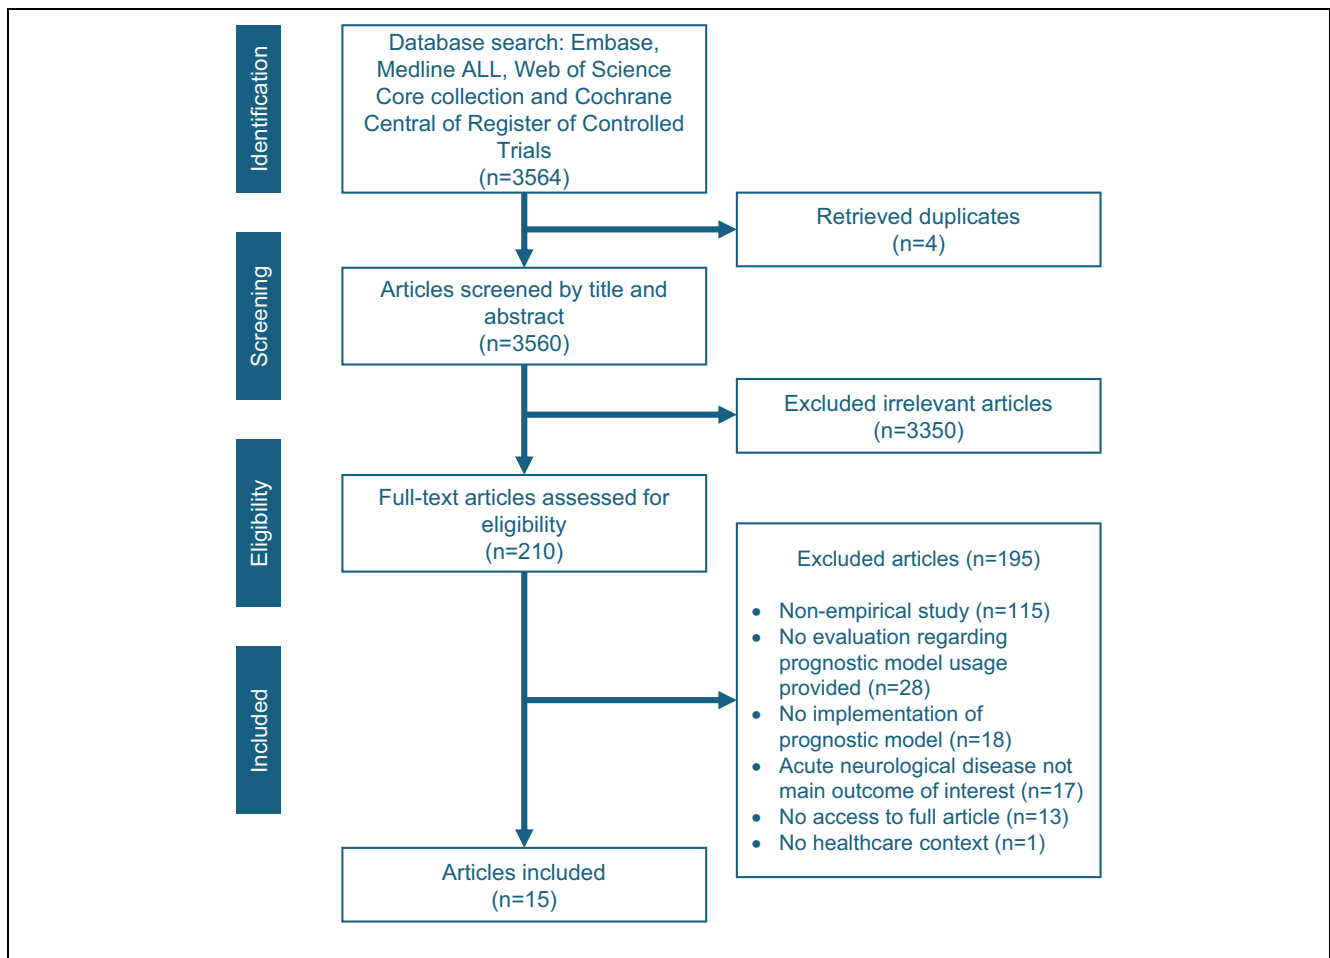 Identification
Database search: Embase,
Medline ALL, Web of Science
Core collection and Cochrane
Central of Register of Controlled
Trials
(n=3564)
Retrieved duplicates
(n=4)
Screening
Articles screened by title and
abstract
(n=3560)
Excluded irrelevant articles
(n=3350)
Eligibility
Full-text articles assessed for
eligibility
(n=210)
Excluded articles (n=195)
• Non-empirical study (n=115)
• No evaluation regarding
prognostic model usage
provided (n=28)
• No implementation of
prognostic model (n=18)
• Acute neurological disease not
main outcome of interest (n=17)
• No access to full article (n=13)
• No healthcare context (n=1)
Included
Articles included
(n=15)